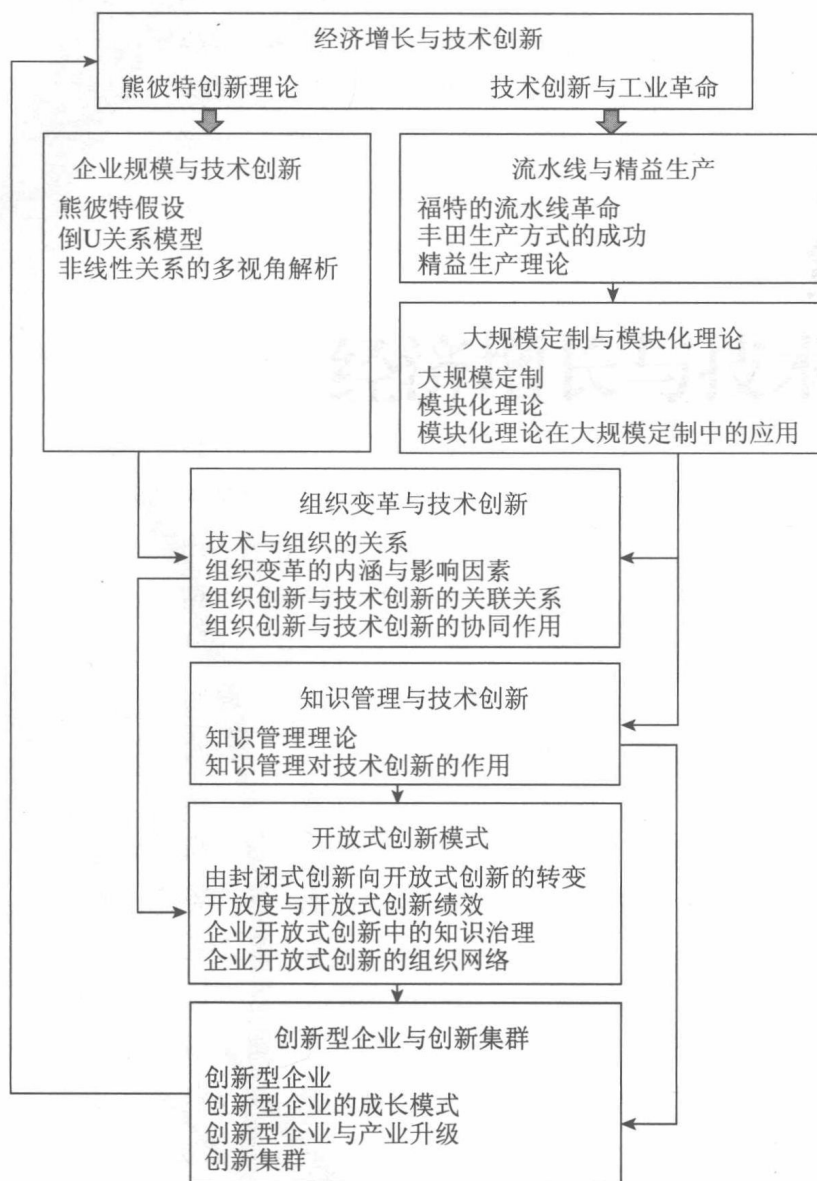 经济增长与技术创新
熊彼特创新理论
技术创新与工业革命
企业规模与技术创新
熊彼特假设
倒U关系模型
非线性关系的多视角解析
流水线与精益生产
福特的流水线革命
丰田生产方式的成功
精益生产理论
大规模定制与模块化理论
大规模定制
模块化理论
模块化理论在大规模定制中的应用
组织变革与技术创新
技术与组织的关系
组织变革的内涵与影响因素
组织创新与技术创新的关联关系
组织创新与技术创新的协同作用
知识管理与技术创新
知识管理理论
知识管理对技术创新的作用
开放式创新模式
由封闭式创新向开放式创新的转变
开放度与开放式创新绩效
企业开放式创新中的知识治理
企业开放式创新的组织网络
创新型企业与创新集群
创新型企业
创新型企业的成长模式
创新型企业与产业升级
创新集群